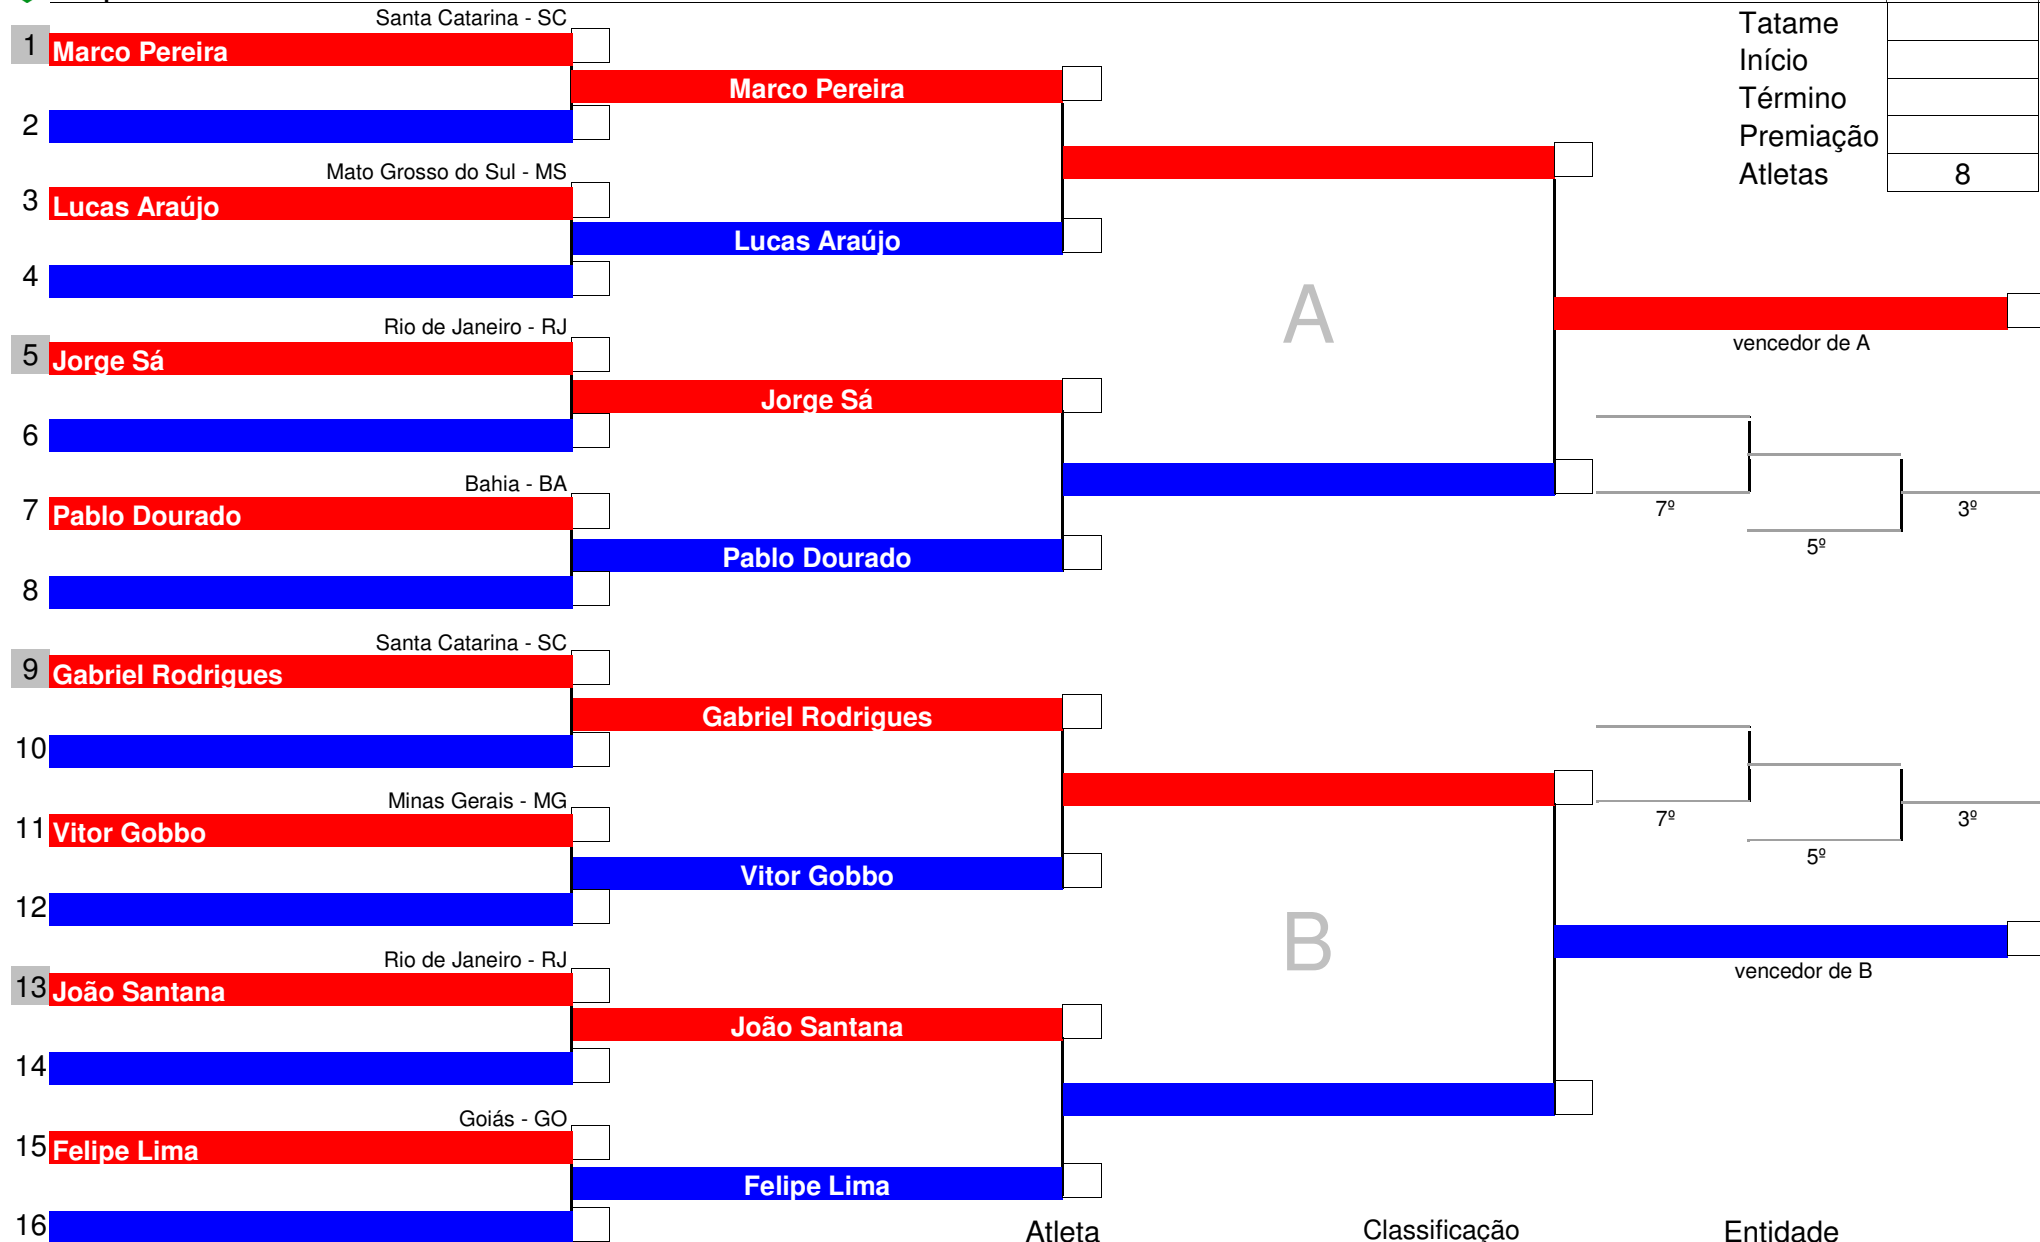 Santa Catarina - SC
1 Marco Pereira
Marco Pereira
2
Mato Grosso do Sul - MS
3 Lucas Araújo
Lucas Araújo
4
Rio de Janeiro - RJ
5 Jorge Sá
Jorge Sá
6
Bahia - BA
7 Pablo Dourado
Pablo Dourado
8
Santa Catarina - SC
9 Gabriel Rodrigues
Gabriel Rodrigues
10
Minas Gerais - MG
11 Vitor Gobbo
Vitor Gobbo
12
Rio de Janeiro - RJ
13 João Santana
João Santana
14
Goiás - GO
15 Felipe Lima
Felipe Lima
16
A
B
Tatame
Início
Término
Premiação
Atletas 8
vencedor de A
7º
3º
5º
7º
3º
5º
vencedor de B
Atleta Classificação Entidade